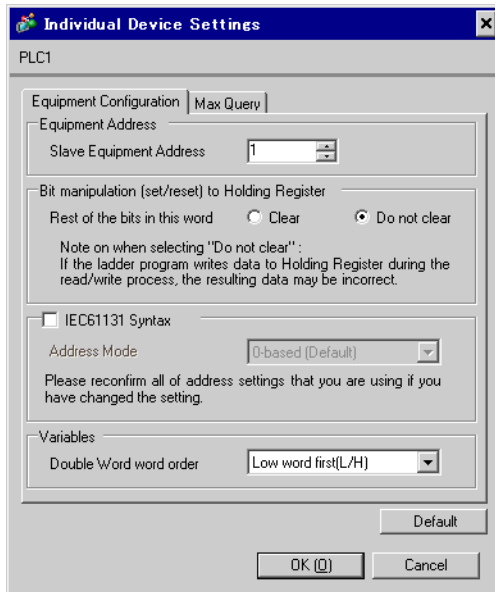 Individual Device Settings
PLC1
Equipment Configuration Max Query
Equipment Address
Slave Equipment Address 1
Bit manipulation (set/reset) to Holding Register
Rest of the bits in this word Clear Do not clear
Note on when selecting "Do not clear" :
If the ladder program writes data to Holding Register during the
read/write process, the resulting data may be incorrect.
IEC61131 Syntax
Address Mode 0-based (Default)
Please reconfirm all of address settings that you are using if you
have changed the setting.
Variables
Double Word word order Low word first(L/H)
Default
OK (O) Cancel